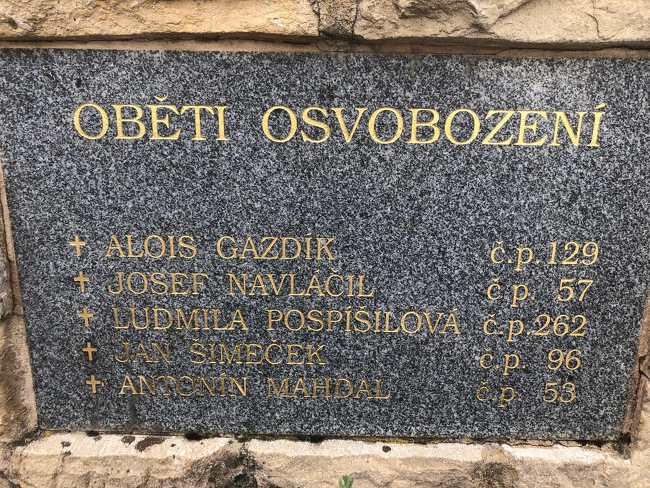 OBĚTI OSVOBOZENÍ
✝ ALOIS GAZDÍK č.p. 129
✝ JOSEF NAVLÁČIL č p. 57
✝ LUDMILA POSPÍŠILOVÁ č.p. 262
✝ JAN ŠIMEČEK č.p. 96
✝ ANTONÍN MAHDAL č.p. 53